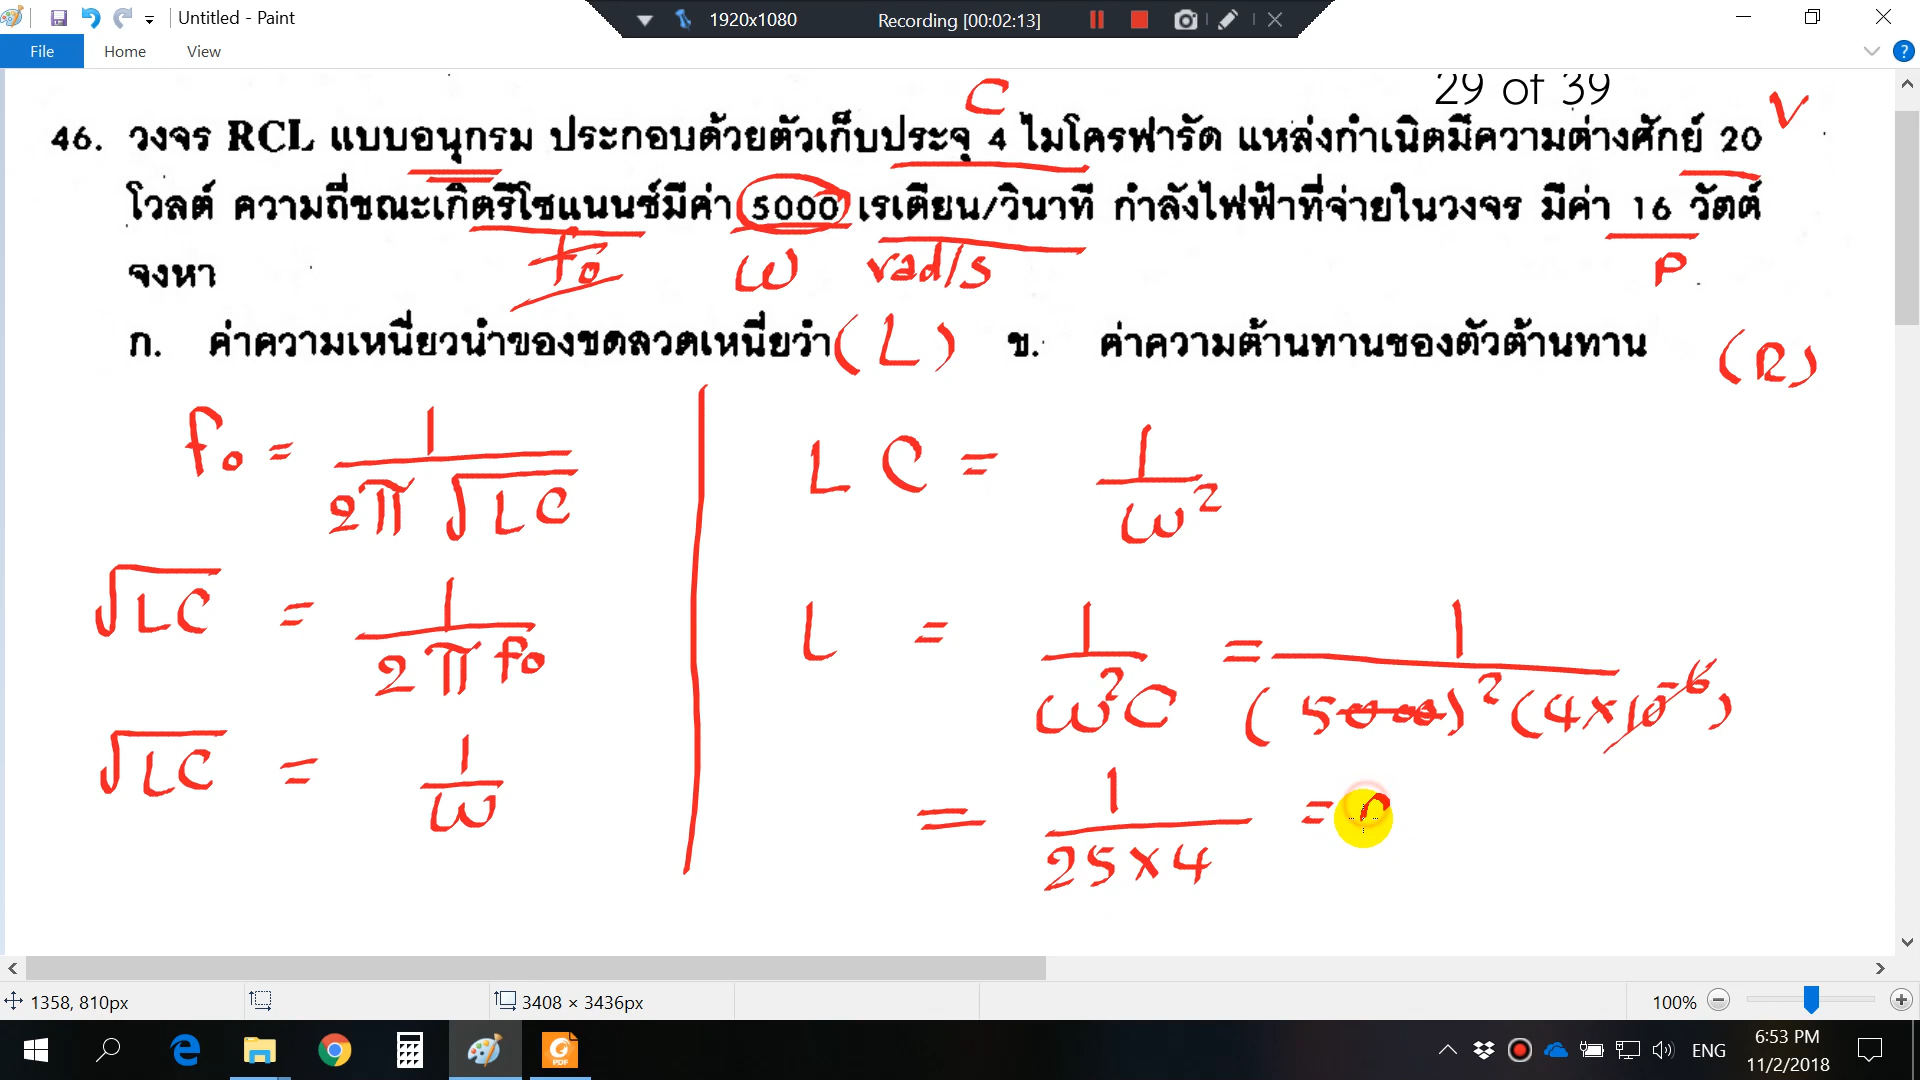 Untitled - Paint
1920x1080
Recording [00:02:13]
File Home View
29 of 39
C
V
46. วงจร RCL แบบอนุกรม ประกอบด้วยตัวเก็บประจุ 4 ไมโครฟารัด แหล่งกำเนิดมีความต่างศักย์ 20
โวลต์ ความถี่ขณะเกิดรีโซแนนซ์มีค่า 5000 เรเดียน/วินาที กำลังไฟฟ้าที่จ่ายในวงจร มีค่า 16 วัตต์
f₀ ω rad/s P
จงหา
ก. ค่าความเหนี่ยวนำของขดลวดเหนี่ยวำ (L) ข. ค่าความต้านทานของตัวต้านทาน (R)
f₀ = 1 / 2π √LC
√LC = 1 / 2π f₀
√LC = 1 / ω
LC = 1 / ω²
L = 1 / ω²C = 1 / (5000)² (4×10⁻⁶)
= 1 / 25×4 =
1358, 810px
3408 × 3436px
100%
ENG
6:53 PM
11/2/2018